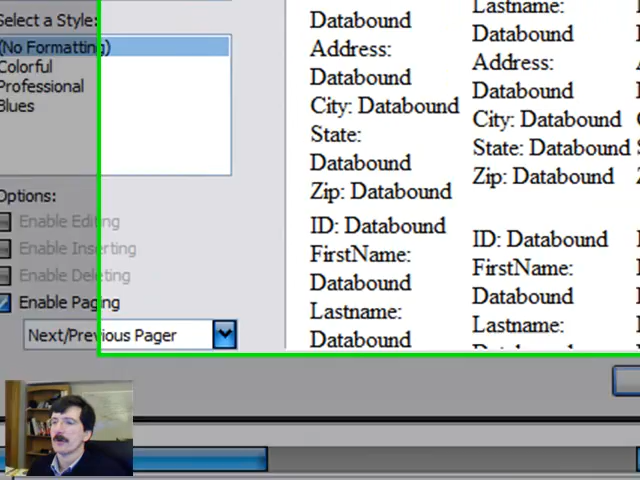 Select a Style:
(No Formatting)
Colorful
Professional
Blues
Options:
Enable Editing
Enable Inserting
Enable Deleting
Enable Paging
Next/Previous Pager
Databound
Address:
Databound
City: Databound
State:
Databound
Zip: Databound
ID: Databound
FirstName:
Databound
Lastname:
Databound
Lastname:
Databound
Address:
Databound
City: Databound
State: Databound
Zip: Databound
ID: Databound
FirstName:
Databound
Lastname: